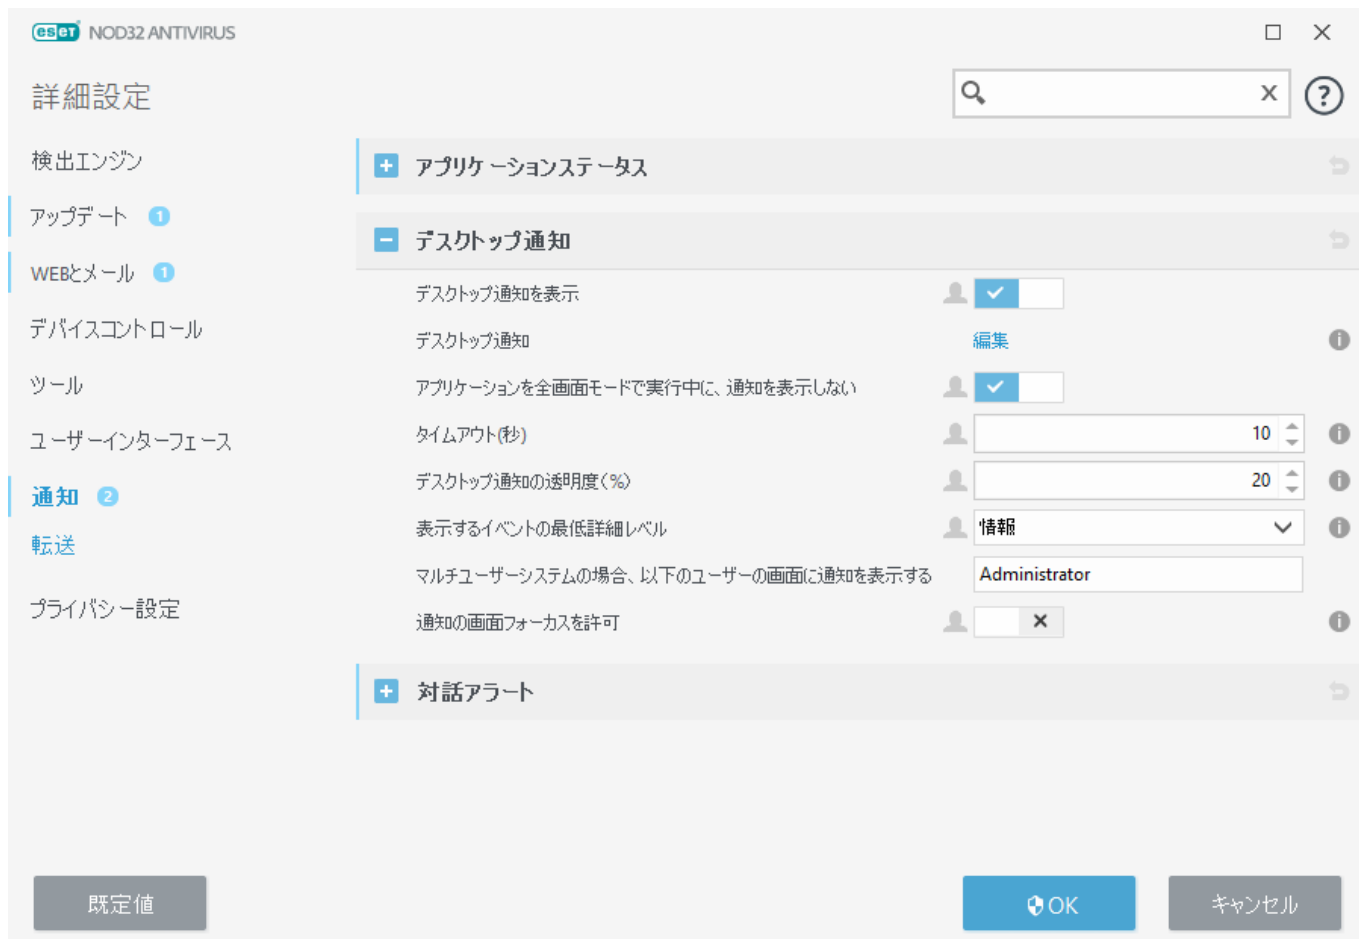 eset NOD32 ANTIVIRUS
詳細設定
検出エンジン
アップデート 1
WEBとメール 1
デバイスコントロール
ツール
ユーザーインターフェース
通知 2
転送
プライバシー設定
アプリケーションステータス
デスクトップ通知
デスクトップ通知を表示
デスクトップ通知 編集
アプリケーションを全画面モードで実行中に、通知を表示しない
タイムアウト(秒) 10
デスクトップ通知の透明度(%) 20
表示するイベントの最低詳細レベル 情報
マルチユーザーシステムの場合、以下のユーザーの画面に通知を表示する Administrator
通知の画面フォーカスを許可
対話アラート
既定値 OK キャンセル